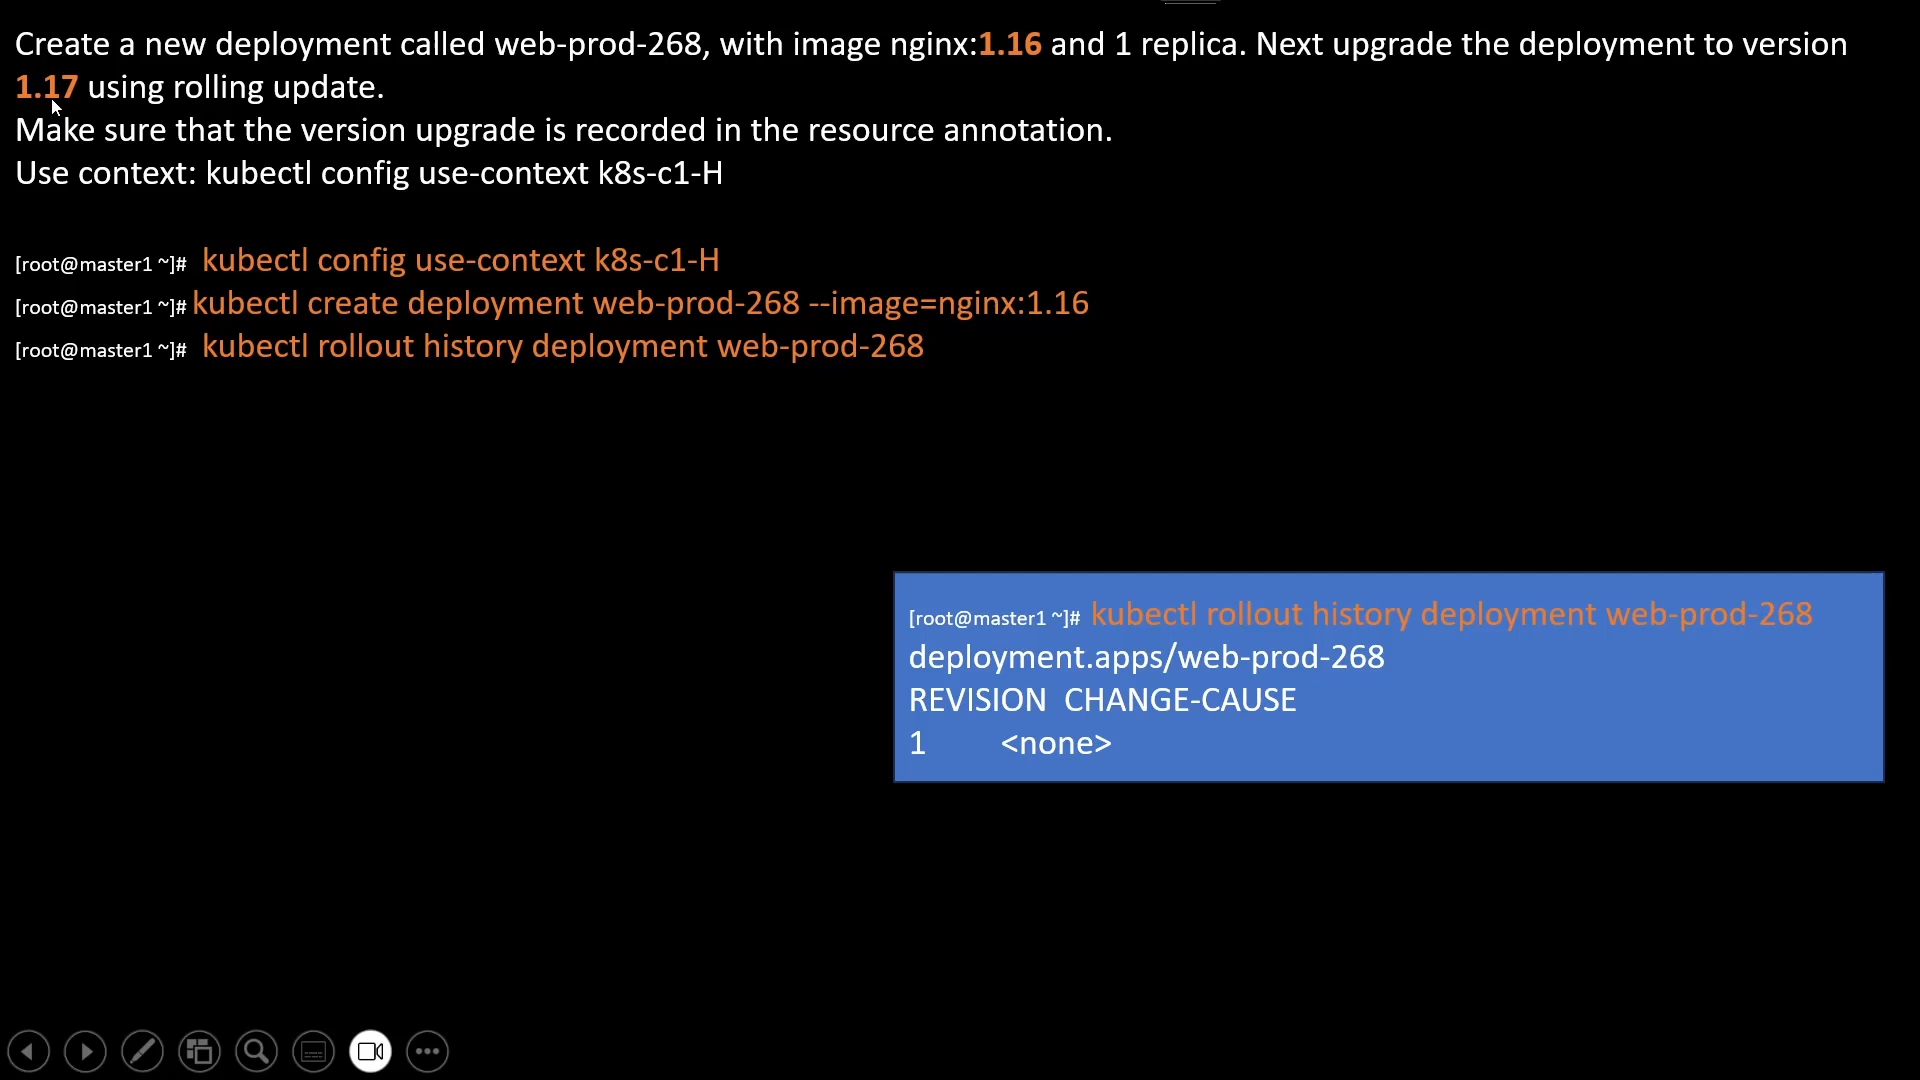 Create a new deployment called web-prod-268, with image nginx:1.16 and 1 replica. Next upgrade the deployment to version
1.17 using rolling update.
Make sure that the version upgrade is recorded in the resource annotation.
Use context: kubectl config use-context k8s-c1-H
[root@master1 ~]# kubectl config use-context k8s-c1-H
[root@master1 ~]# kubectl create deployment web-prod-268 --image=nginx:1.16
[root@master1 ~]# kubectl rollout history deployment web-prod-268
[root@master1 ~]# kubectl rollout history deployment web-prod-268
deployment.apps/web-prod-268
REVISION CHANGE-CAUSE
1 <none>